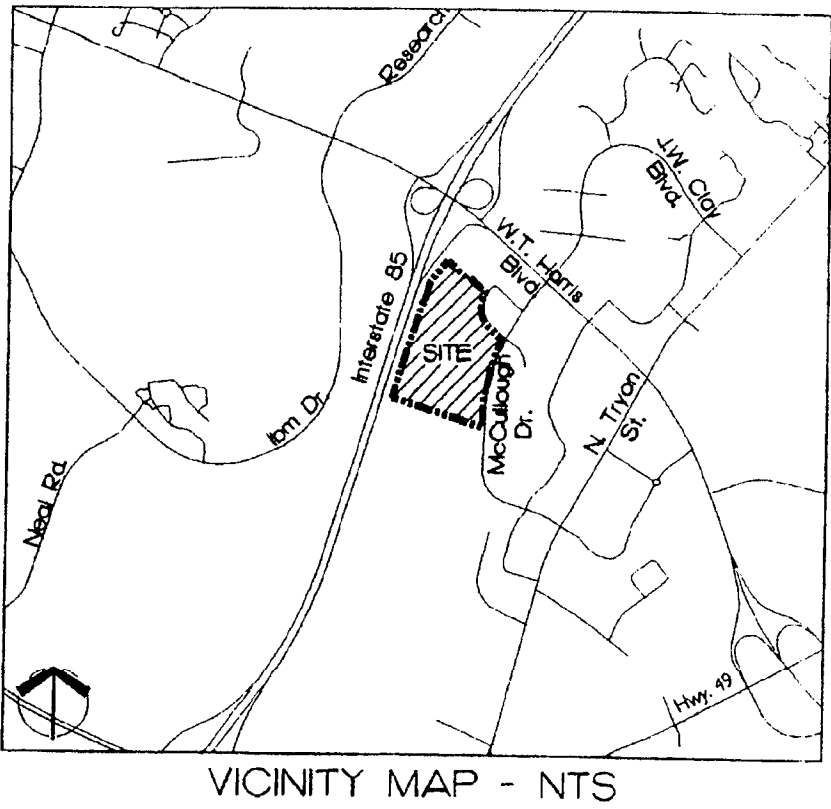 Research
J.W. Clay
Blvd.
W.T. Harris
Blvd.
Interstate 85
SITE
McCullough
Dr.
N. Tryon
St.
Ibm Dr.
Neal Rd.
Hwy. 49
VICINITY MAP - NTS